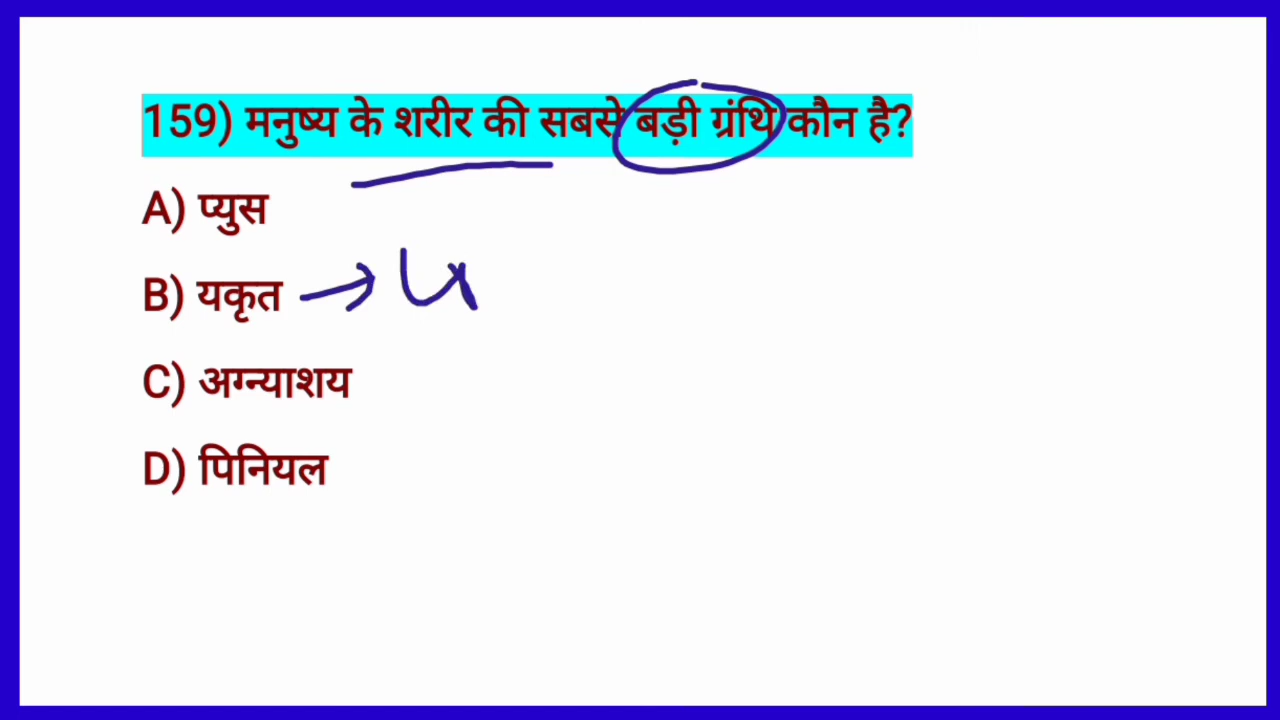 159) मनुष्य के शरीर की सबसे बड़ी ग्रंथि कौन है?
A) प्युस
B) यकृत
C) अग्न्याशय
D) पिनियल